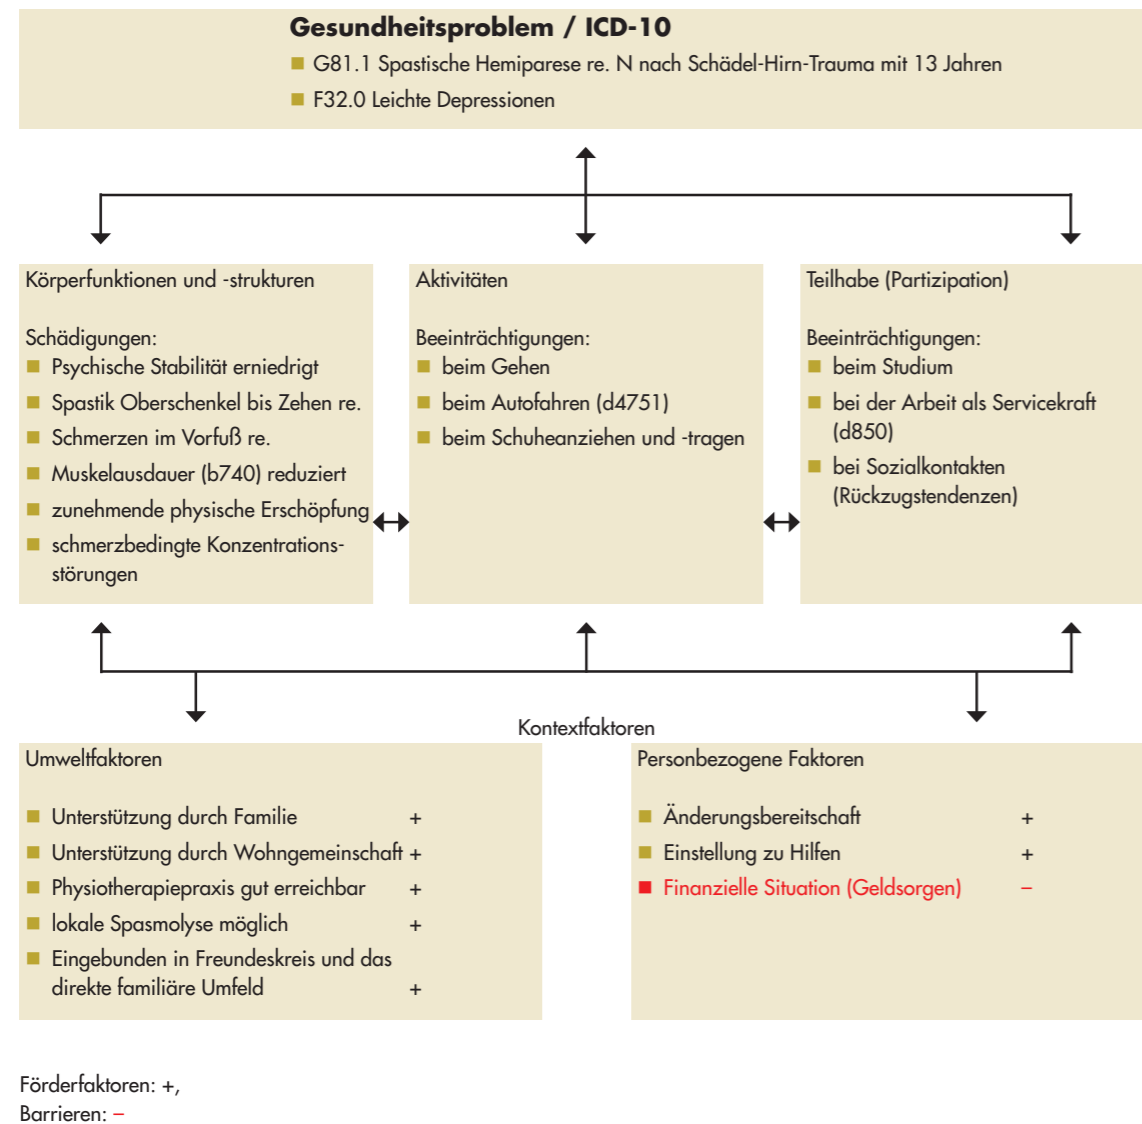 Gesundheitsproblem / ICD-10
G81.1 Spastische Hemiparese re. N nach Schädel-Hirn-Trauma mit 13 Jahren
F32.0 Leichte Depressionen
Körperfunktionen und -strukturen
Schädigungen:
Psychische Stabilität erniedrigt
Spastik Oberschenkel bis Zehen re.
Schmerzen im Vorfuß re.
Muskelausdauer (b740) reduziert
zunehmende physische Erschöpfung
schmerzbedingte Konzentrations-
störungen
Aktivitäten
Beeinträchtigungen:
beim Gehen
beim Autofahren (d4751)
beim Schuheanziehen und -tragen
Teilhabe (Partizipation)
Beeinträchtigungen:
beim Studium
bei der Arbeit als Servicekraft
(d850)
bei Sozialkontakten
(Rückzugstendenzen)
Kontextfaktoren
Umweltfaktoren
Unterstützung durch Familie +
Unterstützung durch Wohngemeinschaft +
Physiotherapiepraxis gut erreichbar +
lokale Spasmolyse möglich +
Eingebunden in Freundeskreis und das
direkte familiäre Umfeld +
Personbezogene Faktoren
Änderungsbereitschaft +
Einstellung zu Hilfen +
Finanzielle Situation (Geldsorgen) –
Förderfaktoren: +,
Barrieren: –